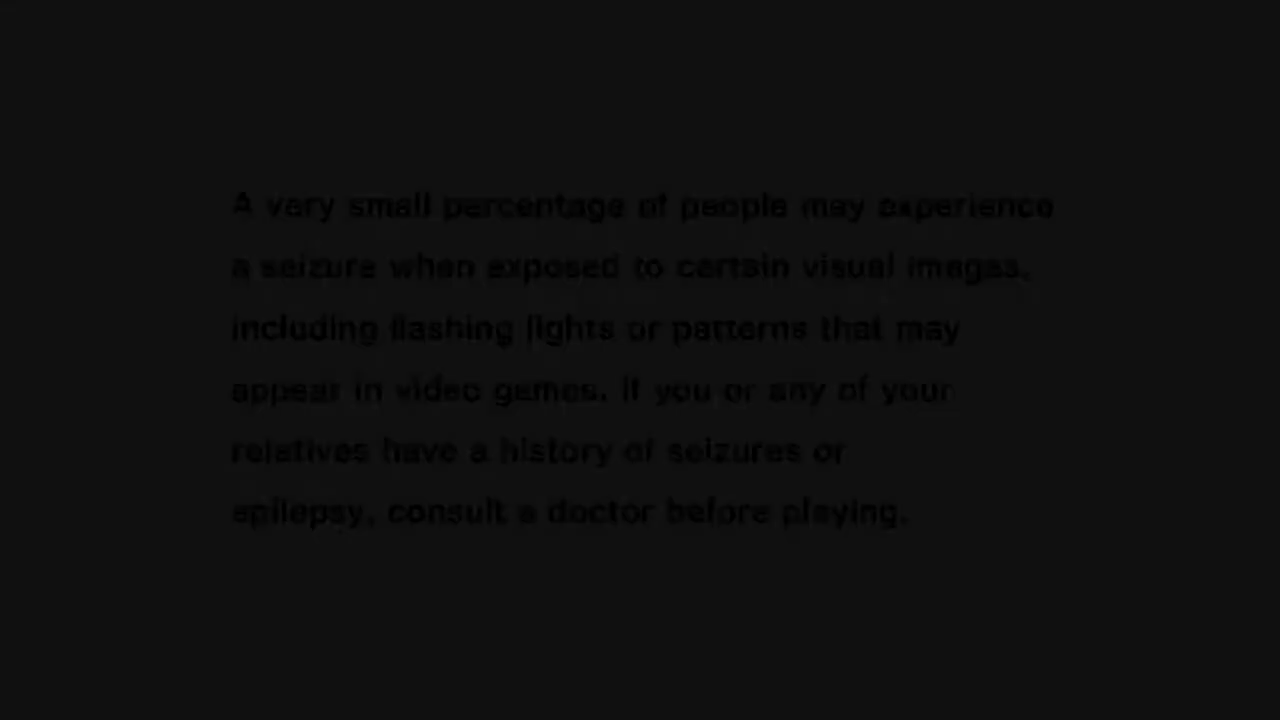 A very small percentage of people may experience
a seizure when exposed to certain visual images,
including flashing lights or patterns that may
appear in video games. If you or any of your
relatives have a history of seizures or
epilepsy, consult a doctor before playing.